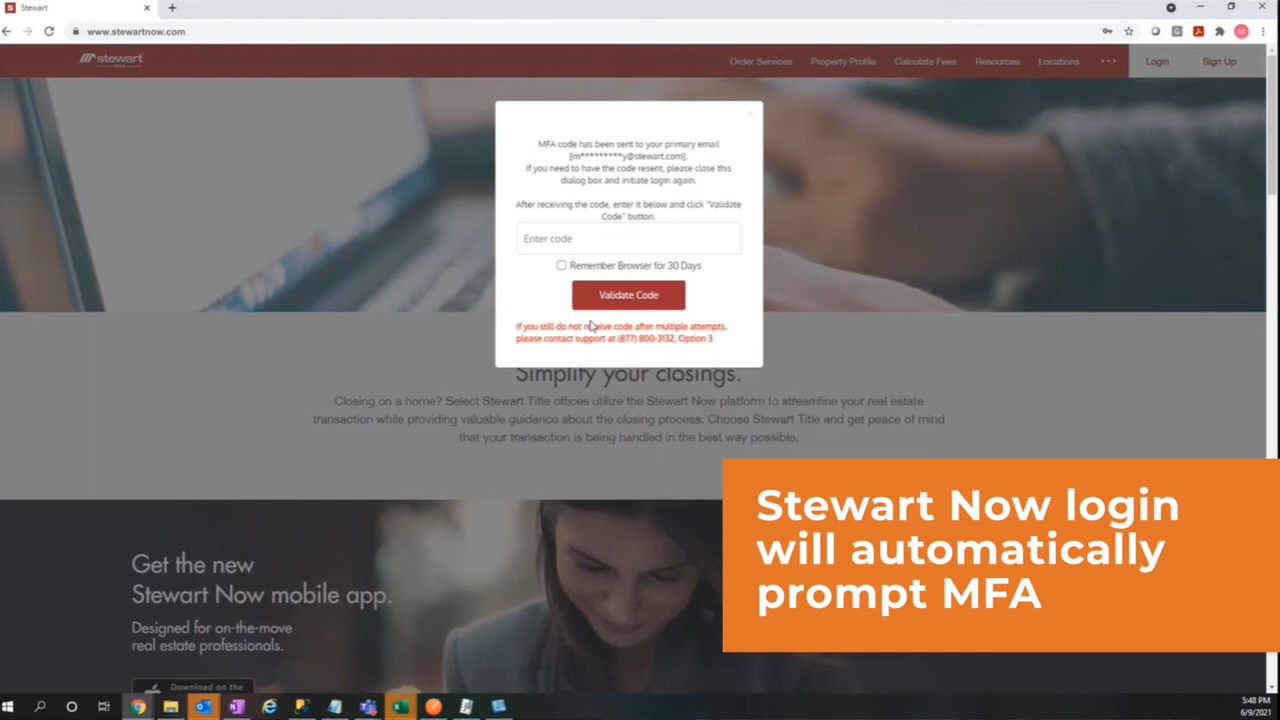 Stewart
www.stewartnow.com
stewart
Order Services
Property Profile
Calculate Fees
Resources
Locations
Login
Sign Up
MFA code has been sent to your primary email
[m*********y@stewart.com].
If you need to have the code resent, please close this
dialog box and initiate login again.
After receiving the code, enter it below and click "Validate
Code" button.
Enter code
Remember Browser for 30 Days
Validate Code
If you still do not receive code after multiple attempts,
please contact support at (877) 800-3132, Option 3
Simplify your closings.
Closing on a home? Select Stewart Title offices utilize the Stewart Now platform to streamline your real estate
transaction while providing valuable guidance about the closing process. Choose Stewart Title and get peace of mind
that your transaction is being handled in the best way possible.
Get the new
Stewart Now mobile app.
Designed for on-the-move
real estate professionals.
Download on the
Stewart Now login
will automatically
prompt MFA
5:48 PM
6/9/2021